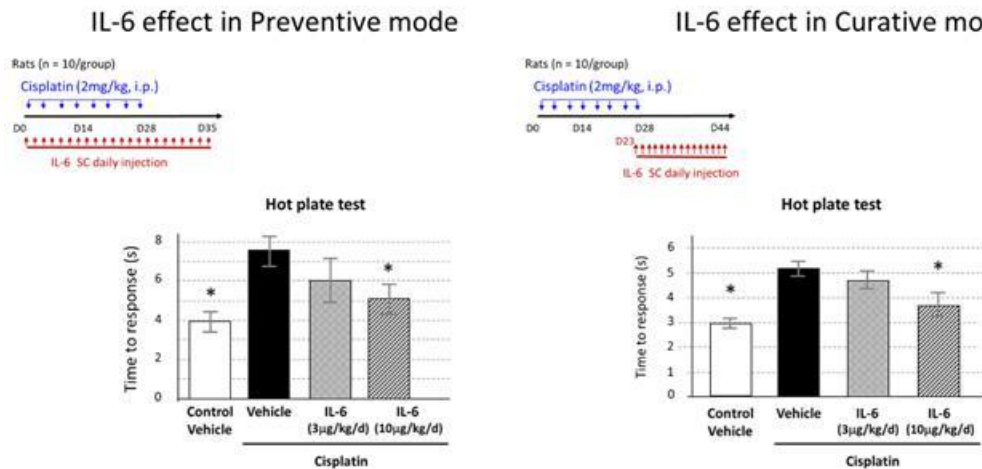 IL-6 effect in Preventive mode
Rats (n = 10/group)
Cisplatin (2mg/kg, i.p.)
D0
D14
D28
D35
IL-6 SC daily injection
Hot plate test
Time to response (s)
8
6
4
2
0
*
*
Control
Vehicle
Vehicle
IL-6
(3μg/kg/d)
IL-6
(10μg/kg/d)
Cisplatin
IL-6 effect in Curative mo
Rats (n = 10/group)
Cisplatin (2mg/kg, i.p.)
D0
D14
D28
D44
D23
IL-6 SC daily injection
Hot plate test
Time to response (s)
6
5
4
3
2
1
0
*
*
Control
Vehicle
Vehicle
IL-6
(3μg/kg/d)
IL-6
(10μg/kg/d)
Cisplatin